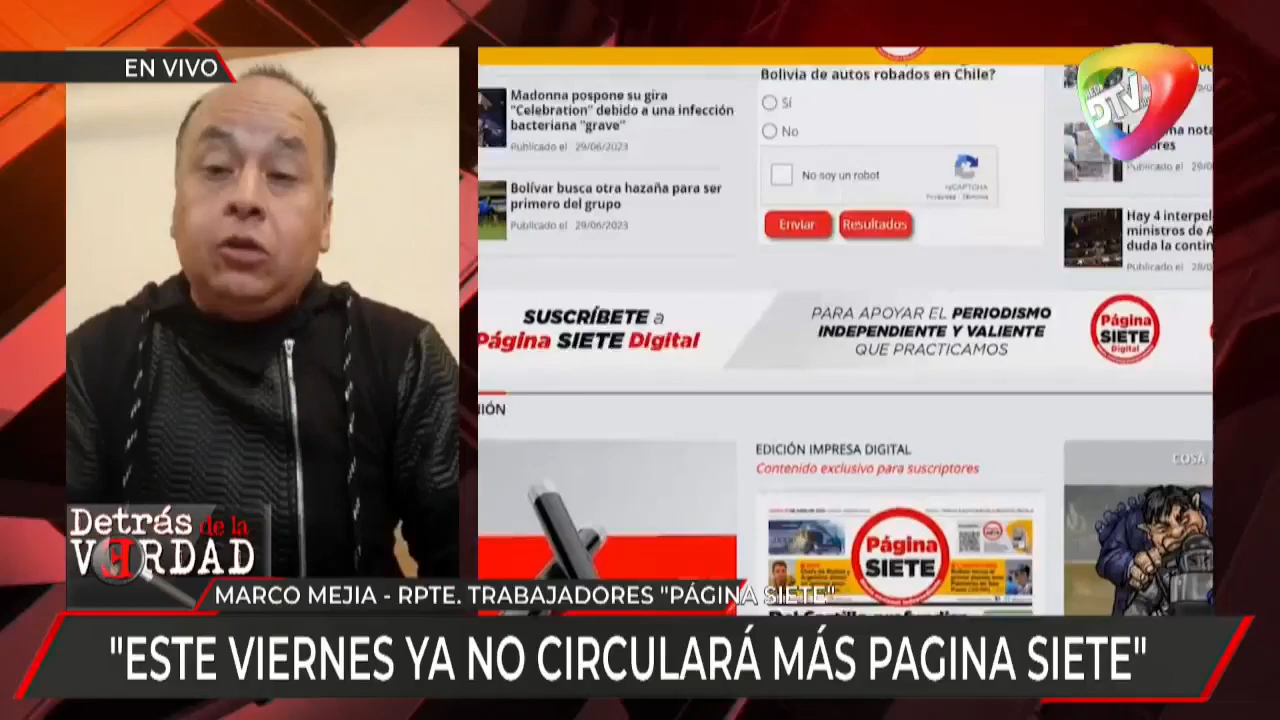 EN VIVO
DTV
Madonna pospone su gira
"Celebration" debido a una infección
bacteriana "grave"
Publicado el 29/06/2023
Bolívar busca otra hazaña para ser
primero del grupo
Publicado el 29/06/2023
Bolivia de autos robados en Chile?
Sí
No
No soy un robot
reCAPTCHA
Enviar
Resultados
Publicado el
Hay 4 interpel
ministros de A
duda la contin
Publicado el 28/0
SUSCRÍBETE a
Página SIETE Digital
PARA APOYAR EL PERIODISMO
INDEPENDIENTE Y VALIENTE
QUE PRACTICAMOS
Página
SIETE
Digital
IÓN
EDICIÓN IMPRESA DIGITAL
Contenido exclusivo para suscriptores
COSA
Página
SIETE
Detrás de la
VERDAD
MARCO MEJIA - RPTE. TRABAJADORES "PÁGINA SIETE"
"ESTE VIERNES YA NO CIRCULARÁ MÁS PAGINA SIETE"